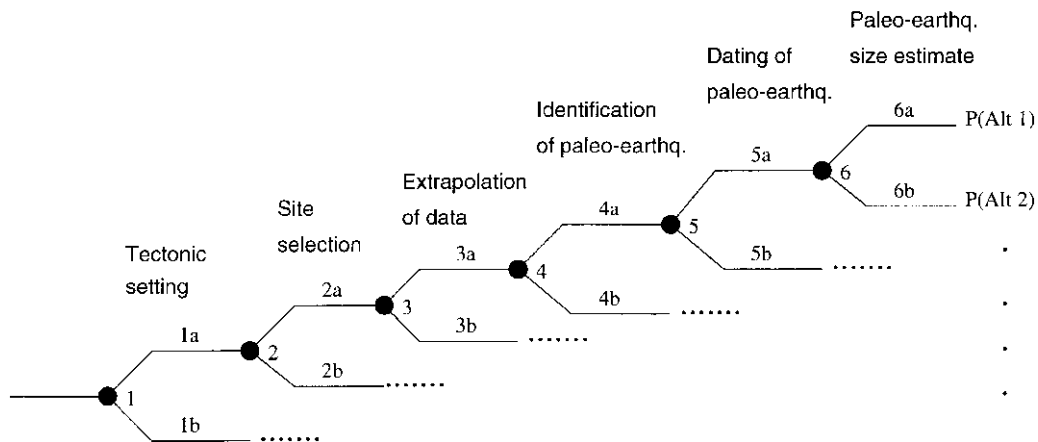 Paleo-earthq.
size estimate
Dating of
paleo-earthq.
Identification
of paleo-earthq.
Extrapolation
of data
Site
selection
Tectonic
setting
6a
P(Alt 1)
5a
6
6b
P(Alt 2)
4a
5
5b
3a
4
4b
2a
3
3b
1a
2
2b
1
1b